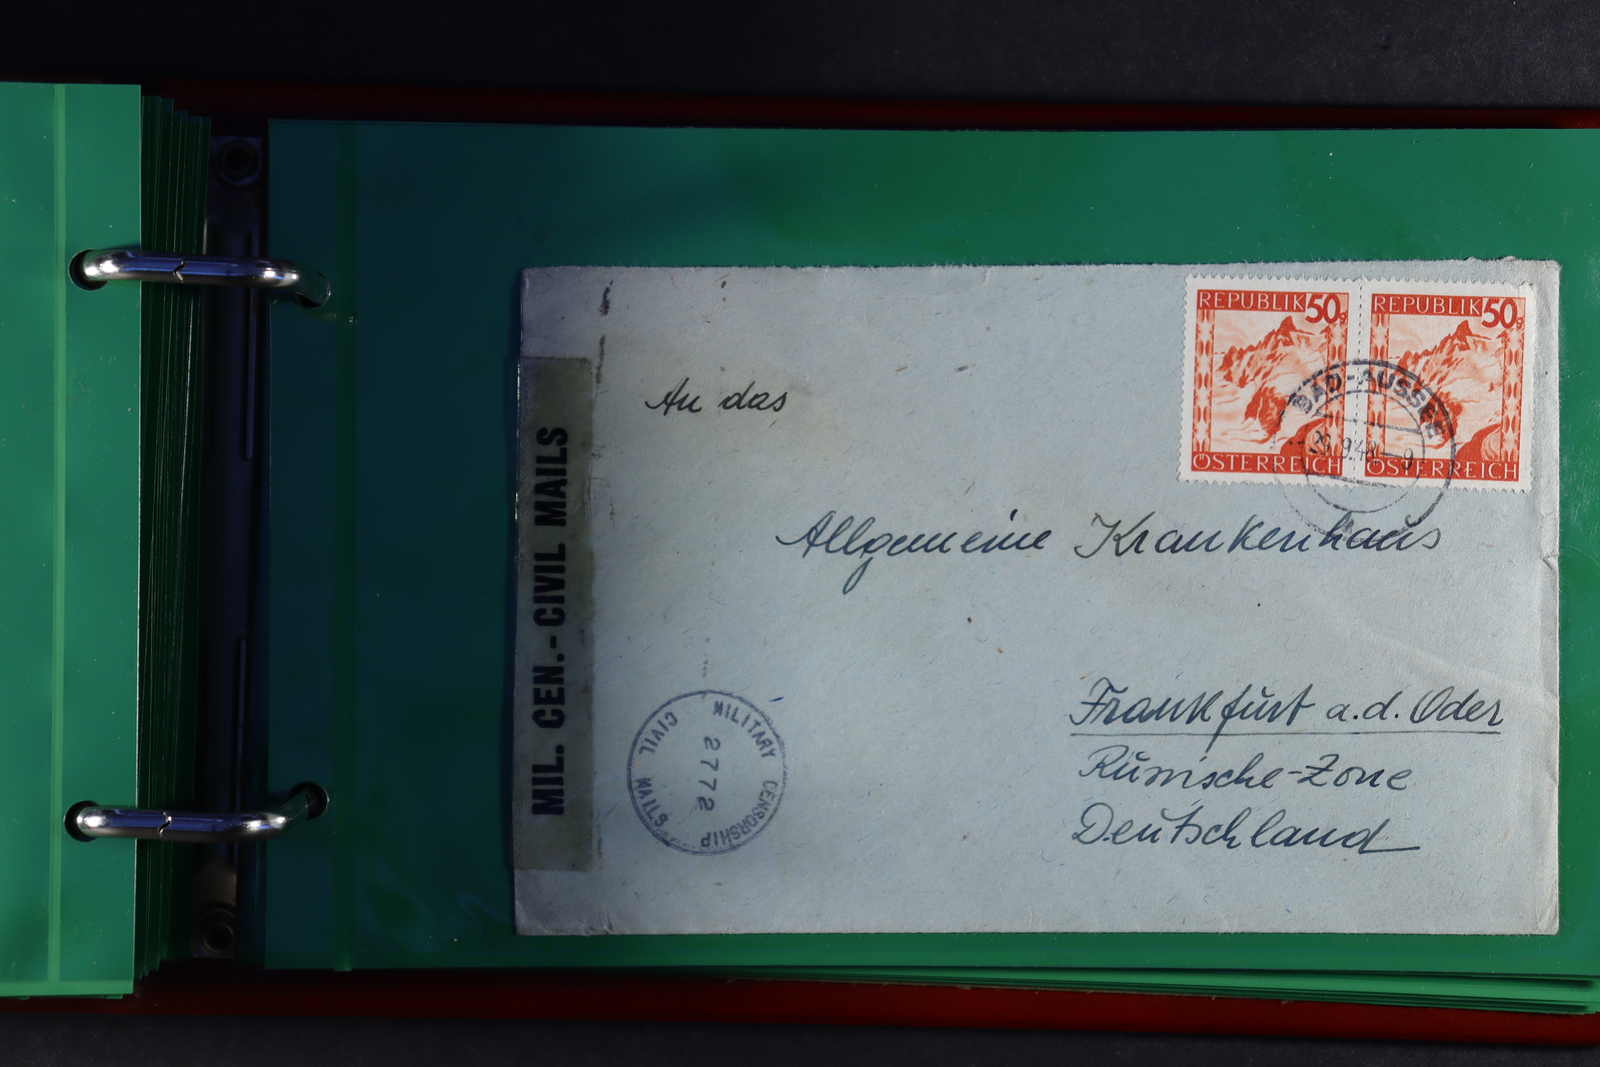 REPUBLIK 50g
ÖSTERREICH
REPUBLIK 50g
ÖSTERREICH
BAD-AUSSEE
An das
Allgemeine Krankenhaus
Frankfurt a.d. Oder
Russische-Zone
Deutschland
MIL. CEN.-CIVIL MAILS
MILITARY CENSORSHIP
CIVIL MAILS
2772